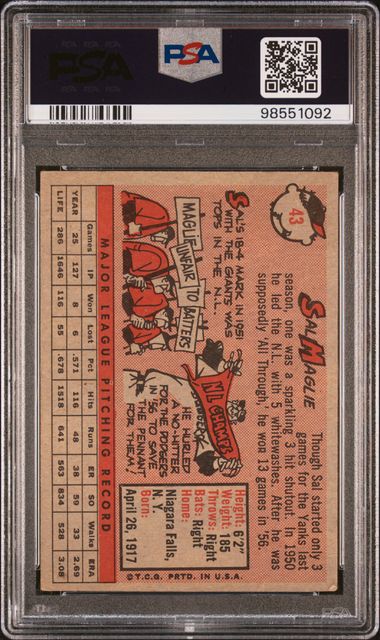 PSA
PSA
98551092
43
SAL MAGLIE
Though Sal started only 3
games for the Yanks last
season, one was a sparkling 3 hit shutout. In 1950
he led the N.L. with 5 whitewashes. After he was
supposedly 'All Through, he won 13 games in '56.
SAL'S 18-4 MARK IN 1951
WITH THE GIANTS WAS
TOPS IN THE N.L.
MAGLIE UNFAIR TO BATTERS
NL CHAMPS
HE HURLED
A NO-HITTER
FOR THE DODGERS
IN '56 TO SAVE
THE PENNANT
FOR THEM!
Height: 6'2"
Weight: 185
Throws: Right
Bats: Right
Born:
Niagara Falls,
N. Y.
April 26, 1917
MAJOR LEAGUE PITCHING RECORD
Games IP Won Lost Pct. Hits Runs ER SO Walks ERA
YEAR 25 127 8 6 .571 116 48 38 59 33 2.69
LIFE 286 1646 116 55 .678 1518 641 563 834 528 3.08
© T.C.G. PRTD. IN U.S.A.